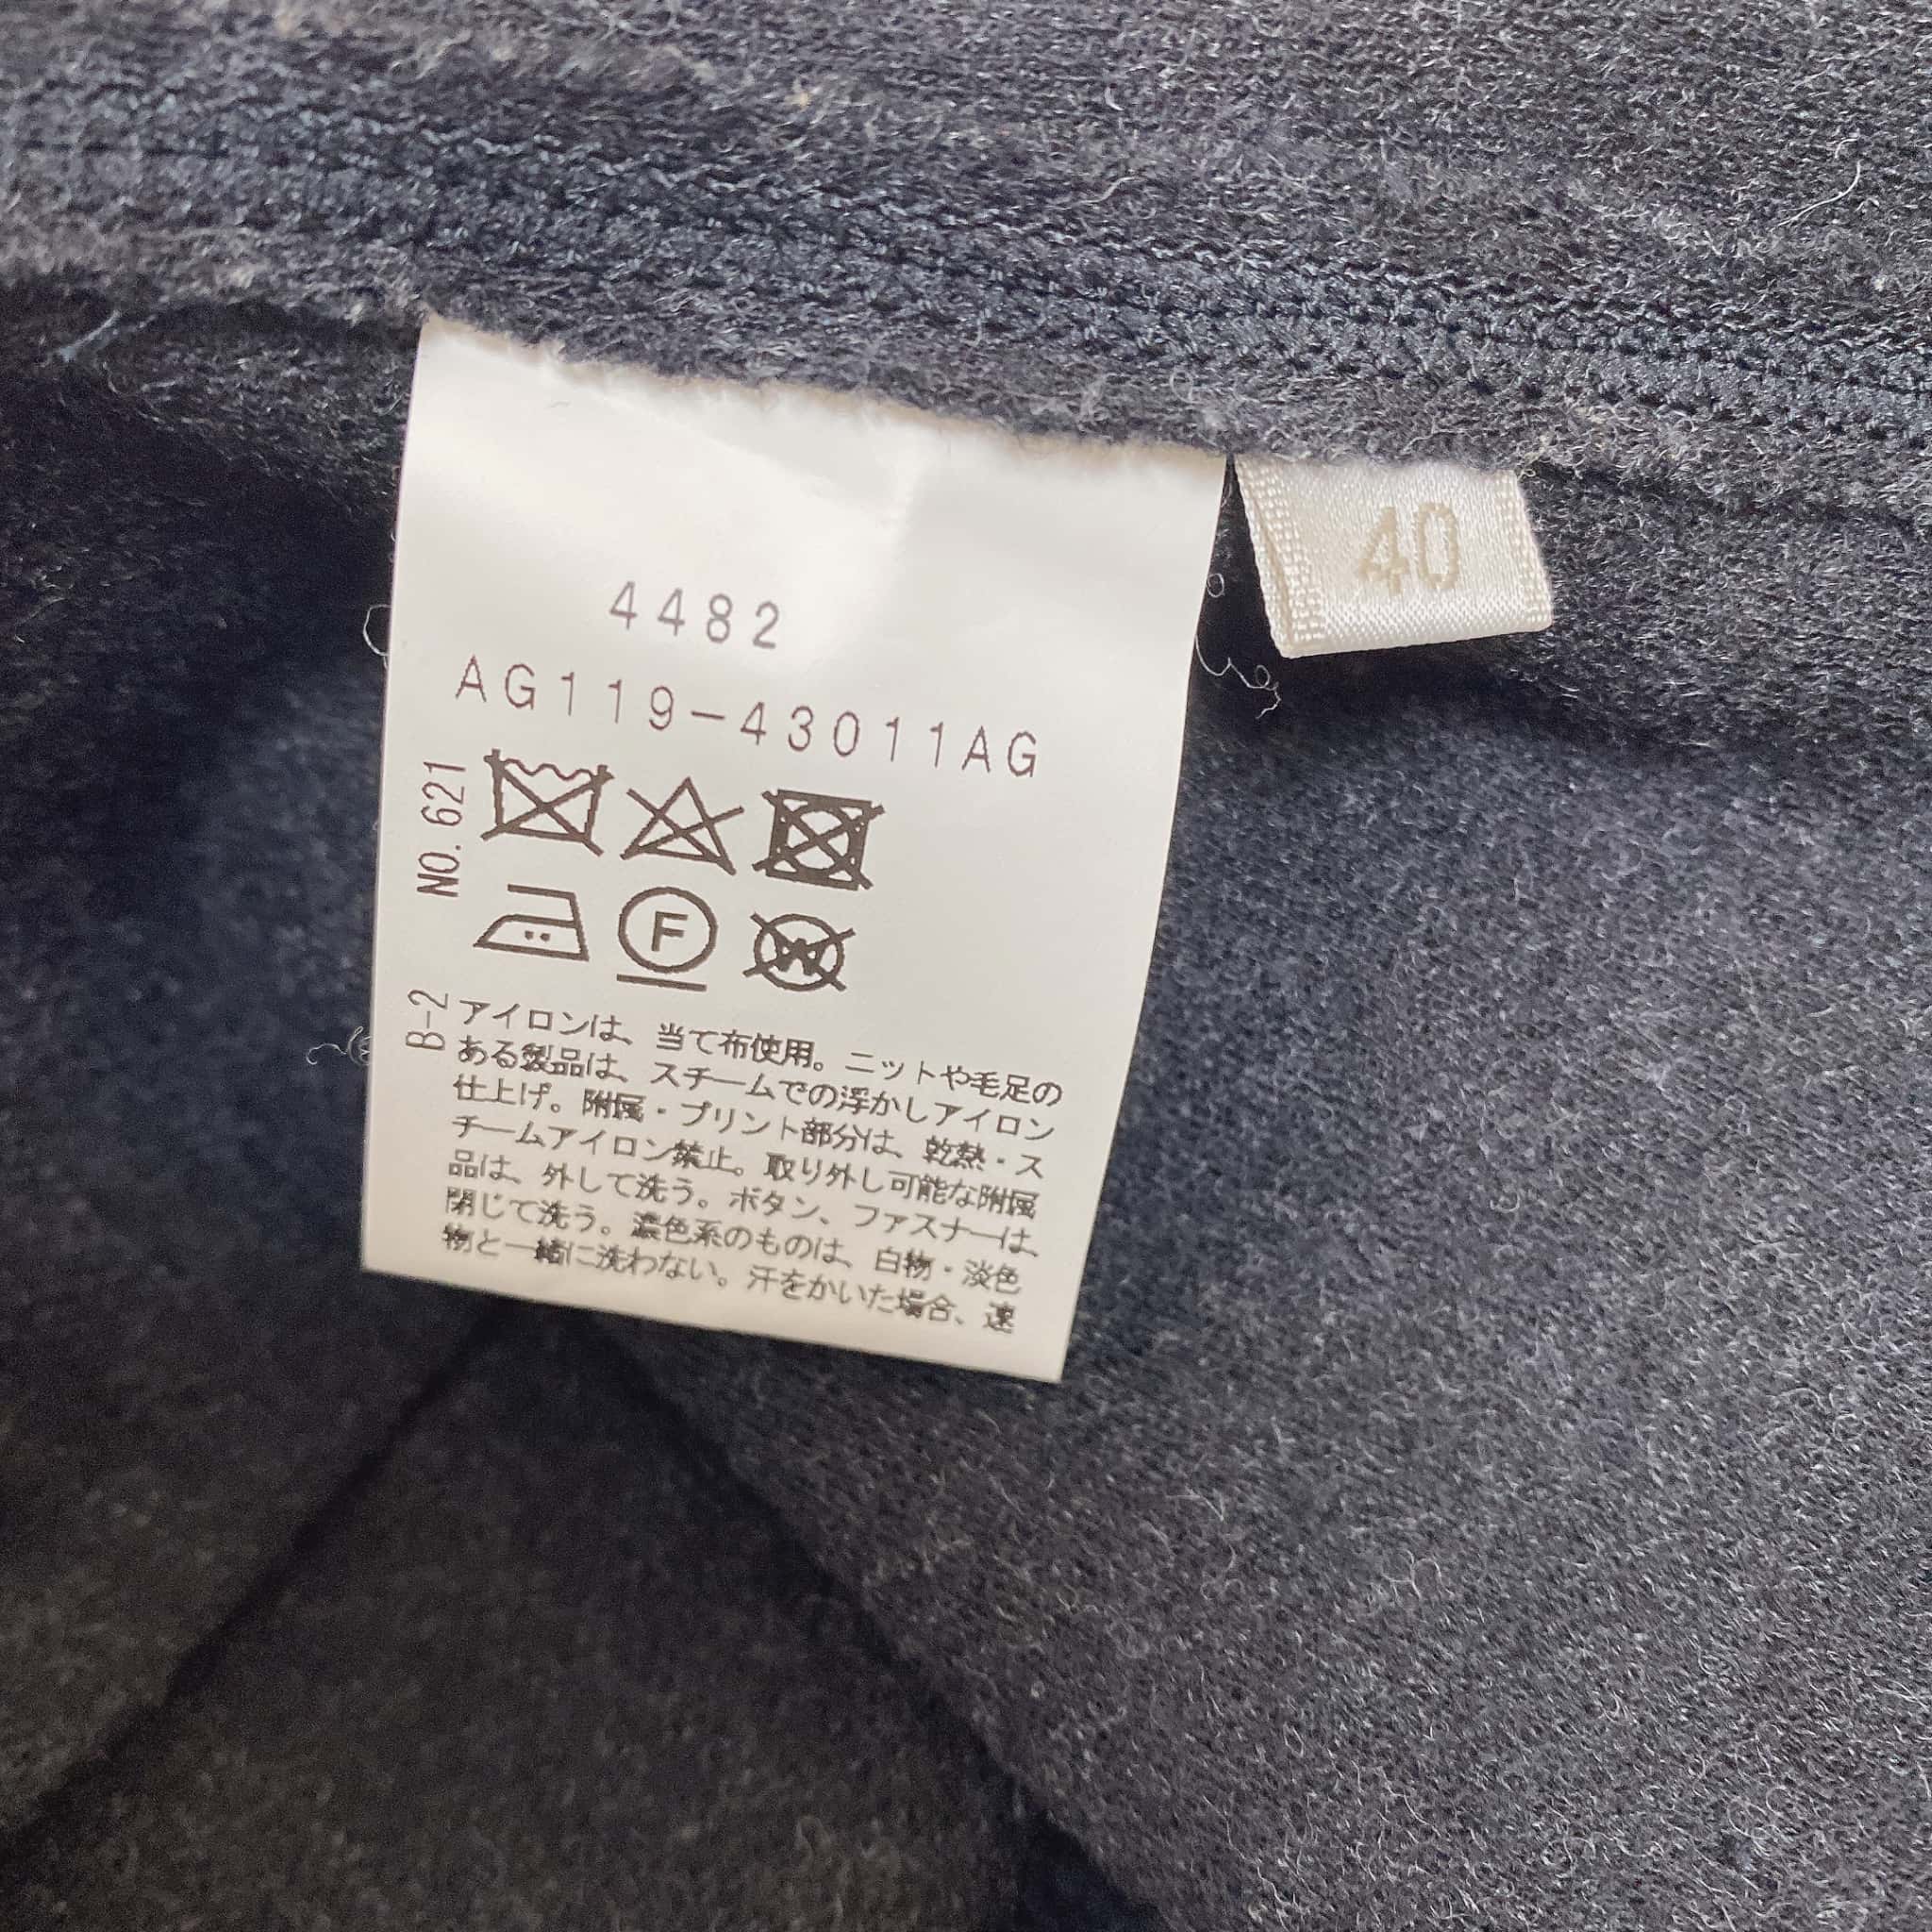 40
4482
AG119-43011AG
NO. 621
F
W
B-2
アイロンは、当て布使用。ニットや毛足の
ある製品は、スチームでの浮かしアイロン
仕上げ。附属・プリント部分は、乾熱・ス
チームアイロン禁止。取り外し可能な附属
品は、外して洗う。ボタン、ファスナーは、
閉じて洗う。濃色系のものは、白物・淡色
物と一緒に洗わない。汗をかいた場合、速